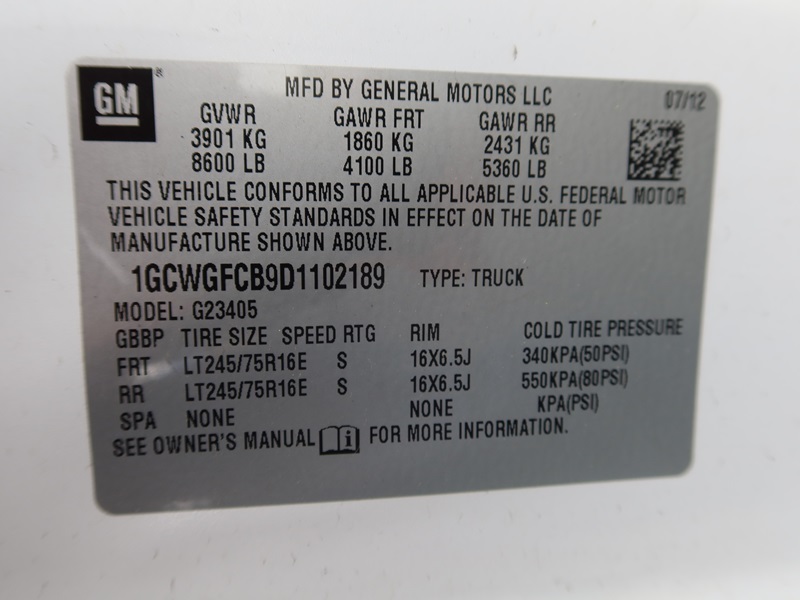 GM
MFD BY GENERAL MOTORS LLC 07/12
GVWR GAWR FRT GAWR RR
3901 KG 1860 KG 2431 KG
8600 LB 4100 LB 5360 LB
THIS VEHICLE CONFORMS TO ALL APPLICABLE U.S. FEDERAL MOTOR
VEHICLE SAFETY STANDARDS IN EFFECT ON THE DATE OF
MANUFACTURE SHOWN ABOVE.
1GCWGFCB9D1102189 TYPE: TRUCK
MODEL: G23405
GBBP TIRE SIZE SPEED RTG RIM COLD TIRE PRESSURE
FRT LT245/75R16E S 16X6.5J 340KPA(50PSI)
RR LT245/75R16E S 16X6.5J 550KPA(80PSI)
SPA NONE NONE KPA(PSI)
SEE OWNER'S MANUAL i FOR MORE INFORMATION.